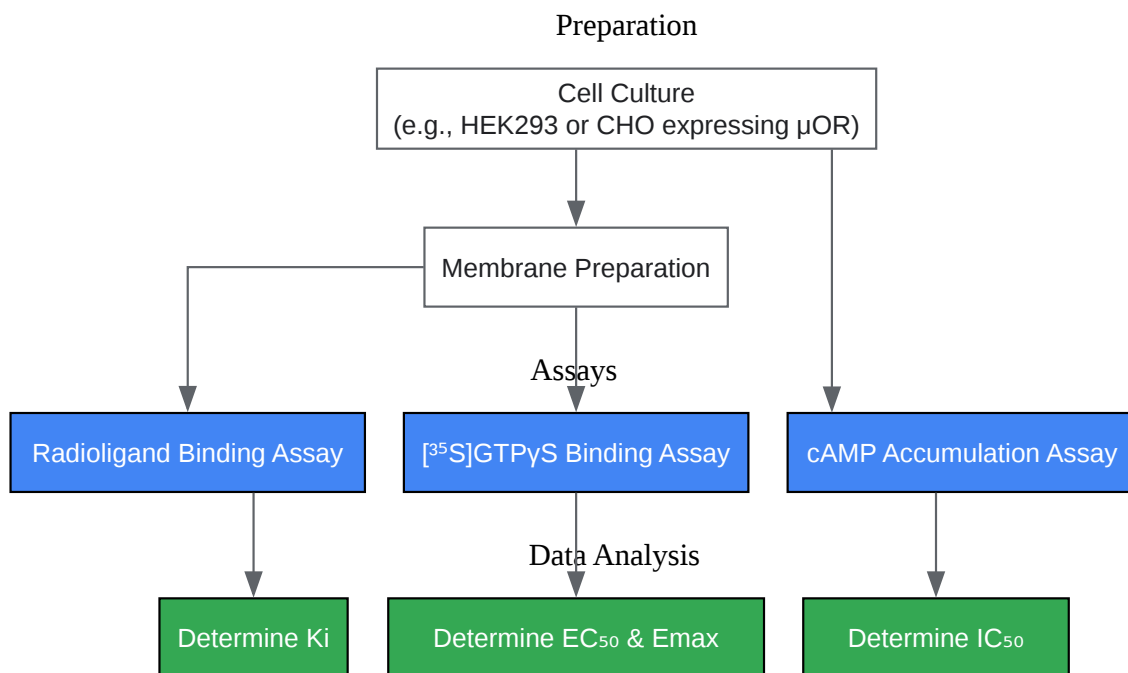 Preparation
Cell Culture
(e.g., HEK293 or CHO expressing μOR)
Membrane Preparation
Assays
Radioligand Binding Assay
[³⁵S]GTPγS Binding Assay
cAMP Accumulation Assay
Data Analysis
Determine Ki
Determine EC₅₀ & Emax
Determine IC₅₀